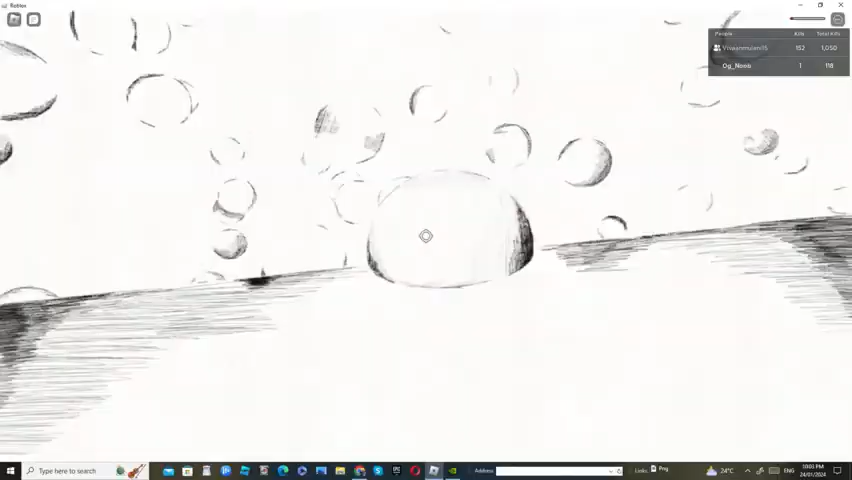 Roblox
People Kills Total Kills
152 1,050
Og_Noob 1 118
Type here to search
Address
Links Png
24°C
ENG
10:03 PM
24/01/2024